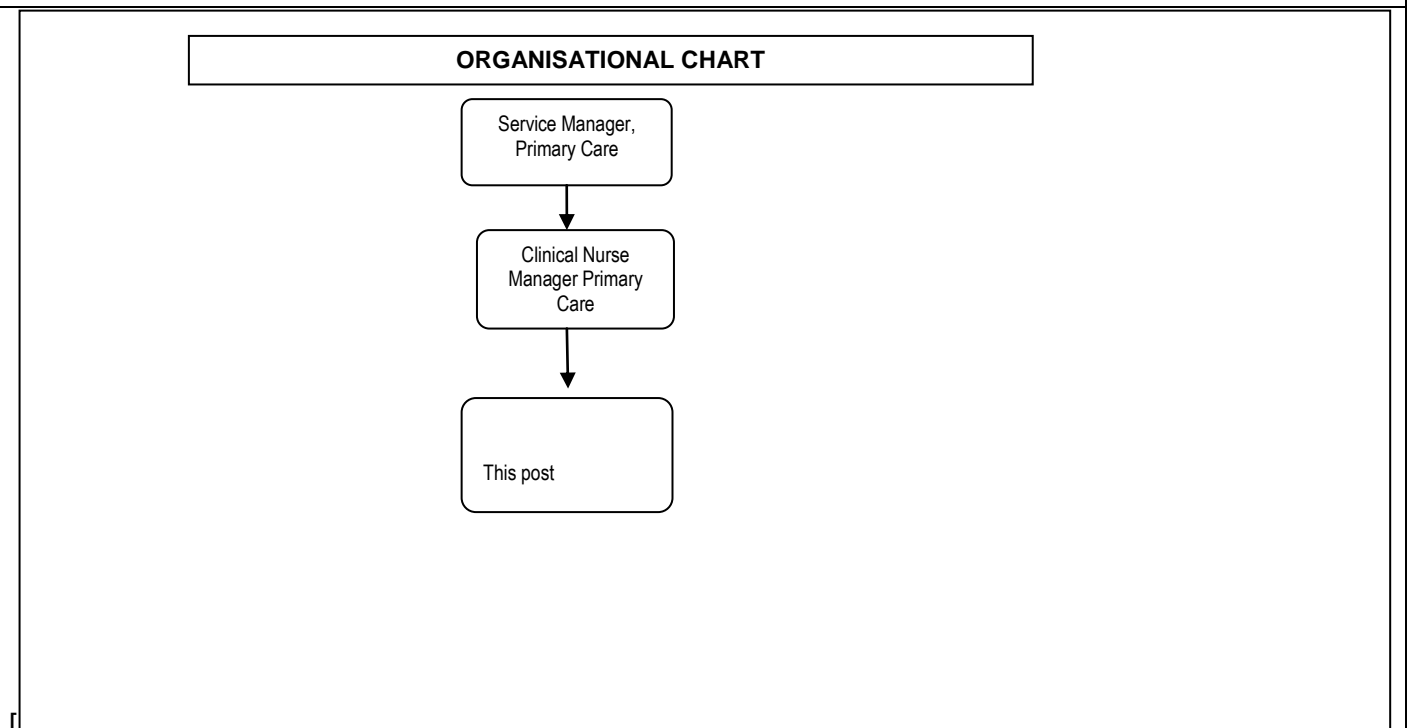 ORGANISATIONAL CHART
Service Manager,
Primary Care
Clinical Nurse
Manager Primary
Care
This post
[